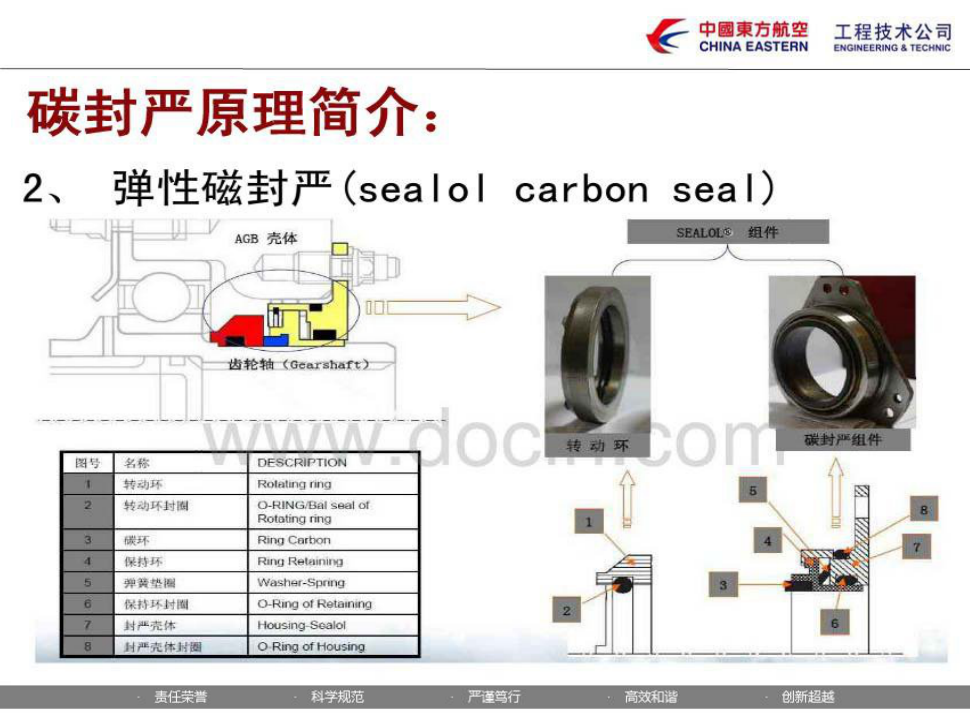 中國東方航空 工程技术公司
CHINA EASTERN ENGINEERING & TECHNIC
碳封严原理简介：
2、 弹性磁封严(sealol carbon seal)
AGB 壳体
齿轮轴（Gearshaft）
SEALOL® 组件
转动环
碳封严组件
www.docin.com
图号 名称 DESCRIPTION
1 转动环 Rotating ring
2 转动环封圈 O-RING/Bal seal of
Rotating ring
3 碳环 Ring Carbon
4 保持环 Ring Retaining
5 弹簧垫圈 Washer-Spring
6 保持环封圈 O-Ring of Retaining
7 封严壳体 Housing-Sealol
8 封严壳体封圈 O-Ring of Housing
1
2
5
4
3
8
7
6
· 责任荣誉 · 科学规范 · 严谨笃行 · 高效和谐 · 创新超越